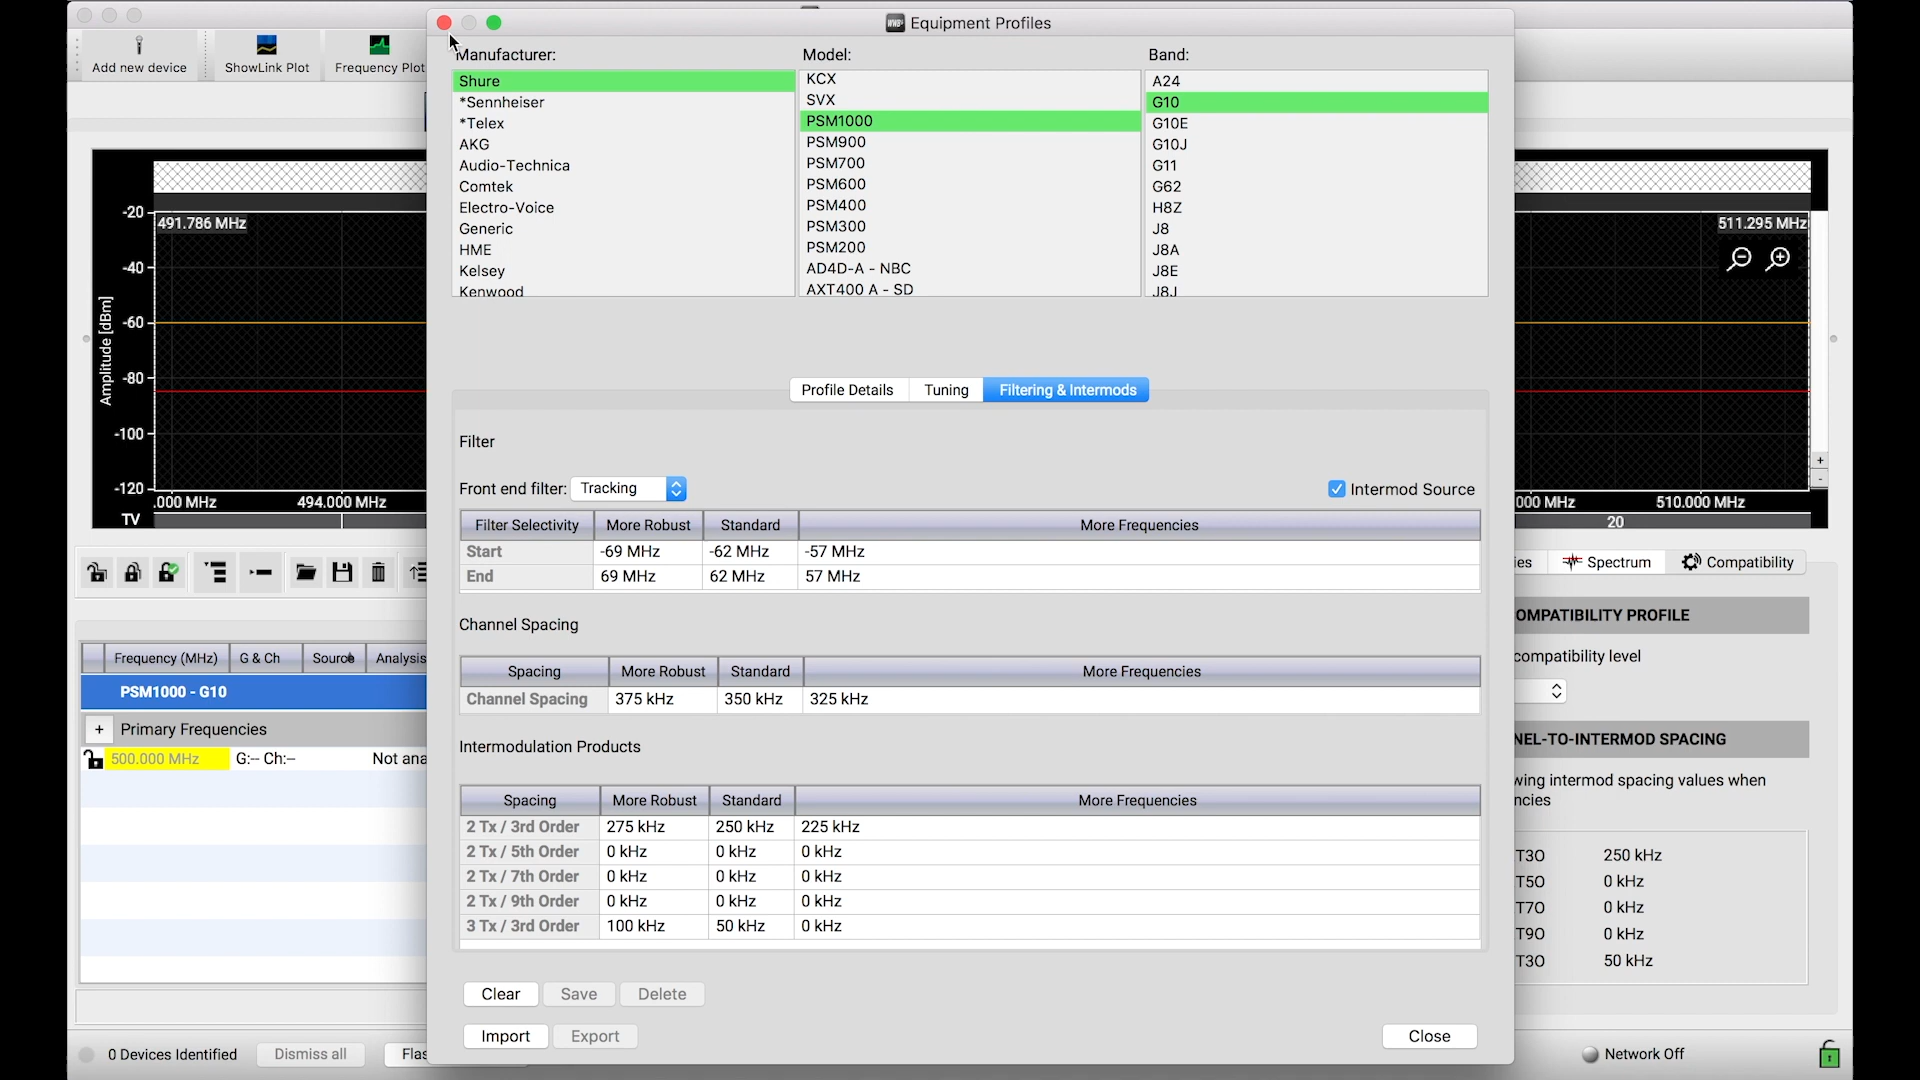 Equipment Profiles
Add new device
ShowLink Plot
Frequency Plot
Manufacturer:
Shure
*Sennheiser
*Telex
AKG
Audio-Technica
Comtek
Electro-Voice
Generic
HME
Kelsey
Kenwood
Model:
KCX
SVX
PSM1000
PSM900
PSM700
PSM600
PSM400
PSM300
PSM200
AD4D-A - NBC
AXT400 A - SD
Band:
A24
G10
G10E
G10J
G11
G62
H8Z
J8
J8A
J8E
J8J
Amplitude [dBm]
-20
-40
-60
-80
-100
-120
491.786 MHz
.000 MHz
494.000 MHz
TV
511.295 MHz
000 MHz
510.000 MHz
20
+
-
Profile Details
Tuning
Filtering & Intermods
Filter
Front end filter: Tracking
Intermod Source
Filter Selectivity More Robust Standard More Frequencies
Start -69 MHz -62 MHz -57 MHz
End 69 MHz 62 MHz 57 MHz
Channel Spacing
Spacing More Robust Standard More Frequencies
Channel Spacing 375 kHz 350 kHz 325 kHz
Intermodulation Products
Spacing More Robust Standard More Frequencies
2 Tx / 3rd Order 275 kHz 250 kHz 225 kHz
2 Tx / 5th Order 0 kHz 0 kHz 0 kHz
2 Tx / 7th Order 0 kHz 0 kHz 0 kHz
2 Tx / 9th Order 0 kHz 0 kHz 0 kHz
3 Tx / 3rd Order 100 kHz 50 kHz 0 kHz
Clear
Save
Delete
Import
Export
Close
Frequency (MHz) G & Ch Source Analysis
PSM1000 - G10
+ Primary Frequencies
500.000 MHz G:-- Ch:-- Not ana
ies
Spectrum
Compatibility
OMPATIBILITY PROFILE
compatibility level
NEL-TO-INTERMOD SPACING
wing intermod spacing values when
ncies
T3O 250 kHz
T5O 0 kHz
T7O 0 kHz
T9O 0 kHz
T3O 50 kHz
0 Devices Identified
Dismiss all
Flas
Network Off